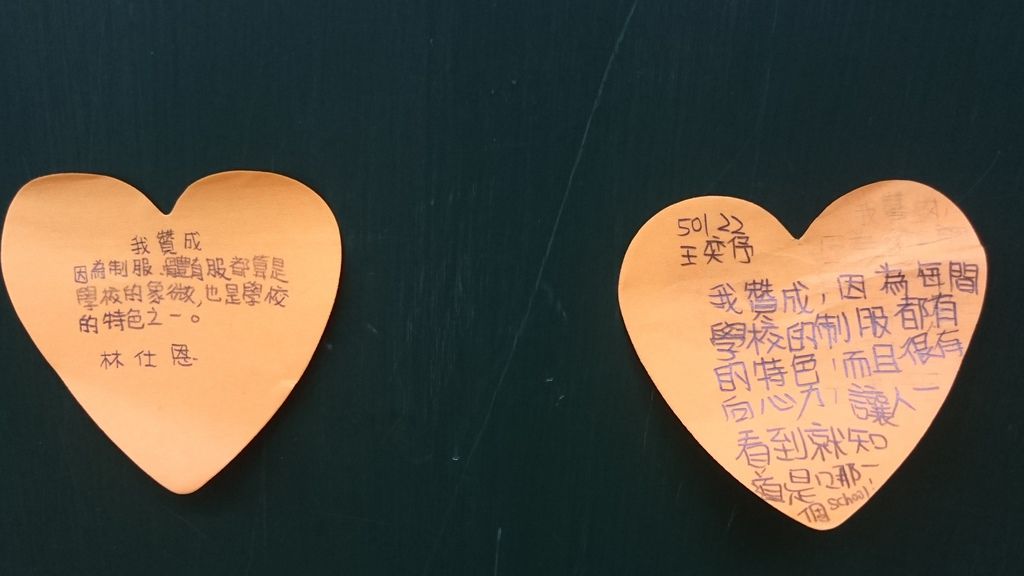 我贊成
因為制服、體育服都算是
學校的象徵,也是學校
的特色之一。
林仕恩
50122
王奕伃
我贊成,因為每間
學校的制服都有
的特色,而且很有
向心力,讓人一
看到就知
道是哪一
個school!